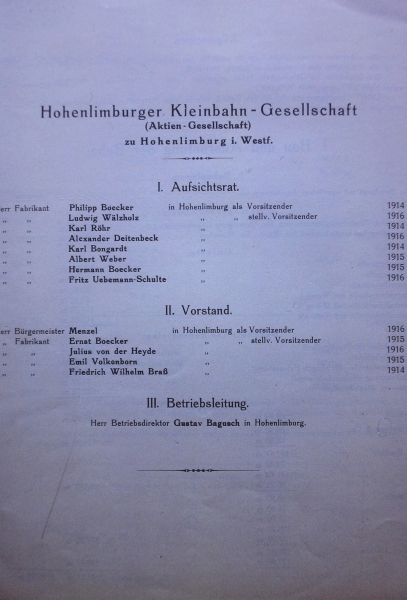 Hohenlimburger Kleinbahn-Gesellschaft
(Aktien-Gesellschaft)
zu Hohenlimburg i. Westf.
I. Aufsichtsrat.
err Fabrikant Philipp Boecker in Hohenlimburg als Vorsitzender 1914
„ „ Ludwig Wälzholz „ „ stellv. Vorsitzender 1916
„ „ Karl Röhr „ 1914
„ „ Alexander Deitenbeck „ 1916
„ „ Karl Bongardt „ 1914
„ „ Albert Weber „ 1915
„ „ Hermann Boecker „ 1915
„ „ Fritz Uebemann-Schulte „ 1916
II. Vorstand.
err Bürgermeister Menzel in Hohenlimburg als Vorsitzender 1916
„ Fabrikant Ernst Boecker „ „ stellv. Vorsitzender 1915
„ „ Julius von der Heyde „ 1916
„ „ Emil Volkenborn „ 1915
„ „ Friedrich Wilhelm Braß „ 1914
III. Betriebsleitung.
Herr Betriebsdirektor Gustav Bagusch in Hohenlimburg.